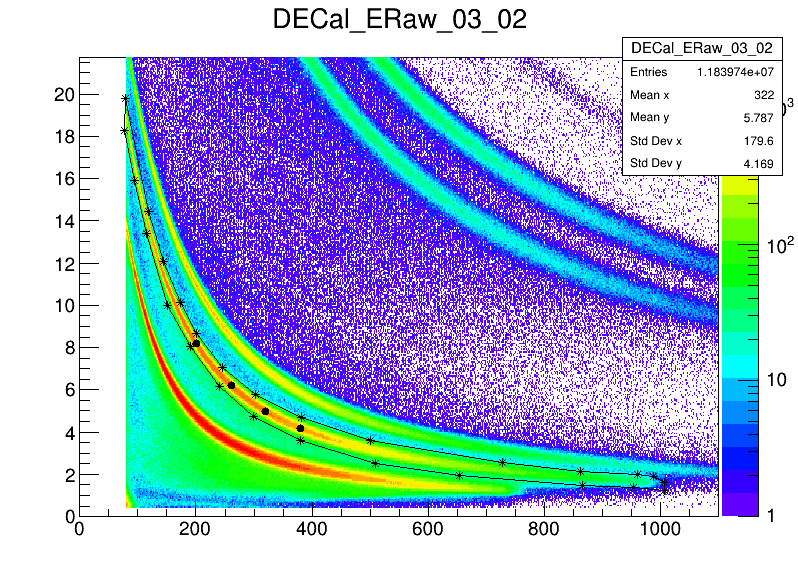 DECal_ERaw_03_02
DECal_ERaw_03_02
Entries 1.183974e+07
Mean x 322
Mean y 5.787
Std Dev x 179.6
Std Dev y 4.169
20
18
16
14
12
10
8
6
4
2
0
0 200 400 600 800 1000
10²
10
1